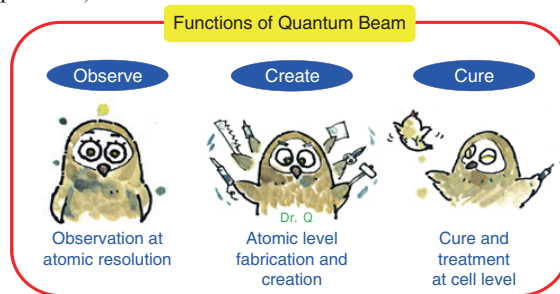 Functions of Quantum Beam
Observe
Create
Cure
Dr. Q
Observation at
atomic resolution
Atomic level
fabrication and
creation
Cure and
treatment
at cell level